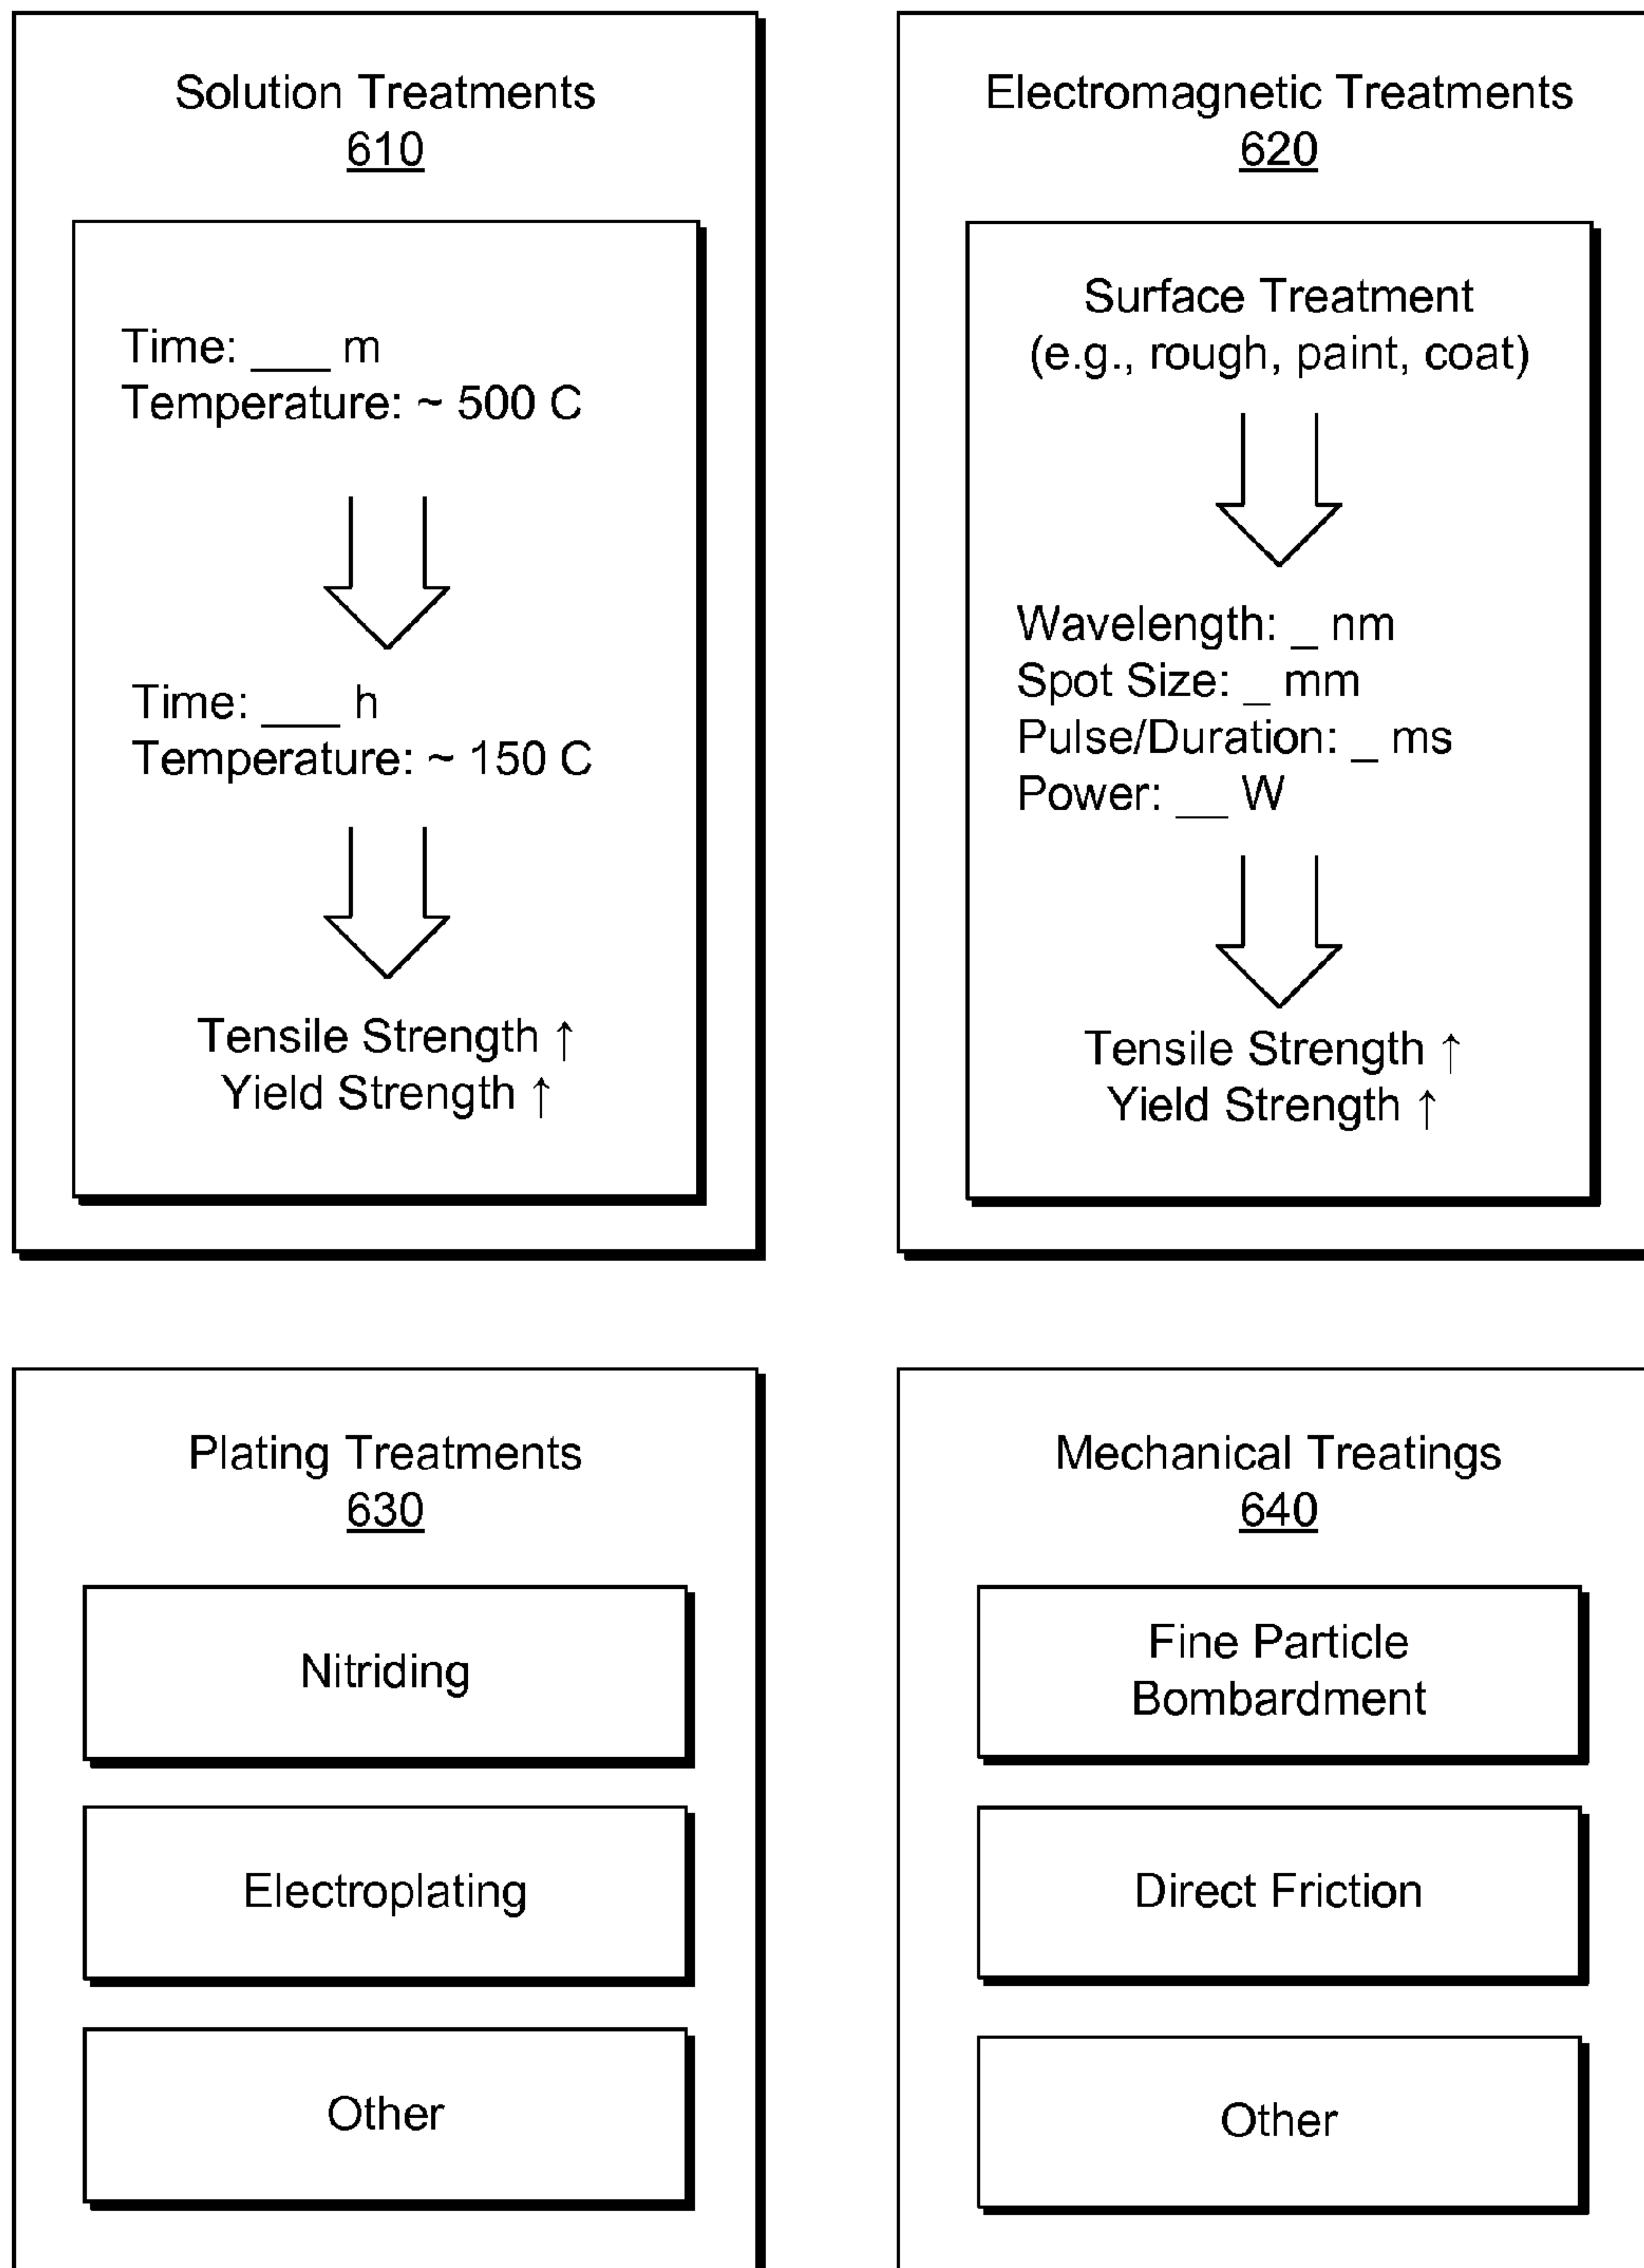 Solution Treatments
610
Time: ____ m
Temperature: ~ 500 C
Time: ____ h
Temperature: ~ 150 C
Tensile Strength ↑
Yield Strength ↑
Electromagnetic Treatments
620
Surface Treatment
(e.g., rough, paint, coat)
Wavelength: _ nm
Spot Size: _ mm
Pulse/Duration: _ ms
Power: __ W
Tensile Strength ↑
Yield Strength ↑
Plating Treatments
630
Nitriding
Electroplating
Other
Mechanical Treatings
640
Fine Particle
Bombardment
Direct Friction
Other